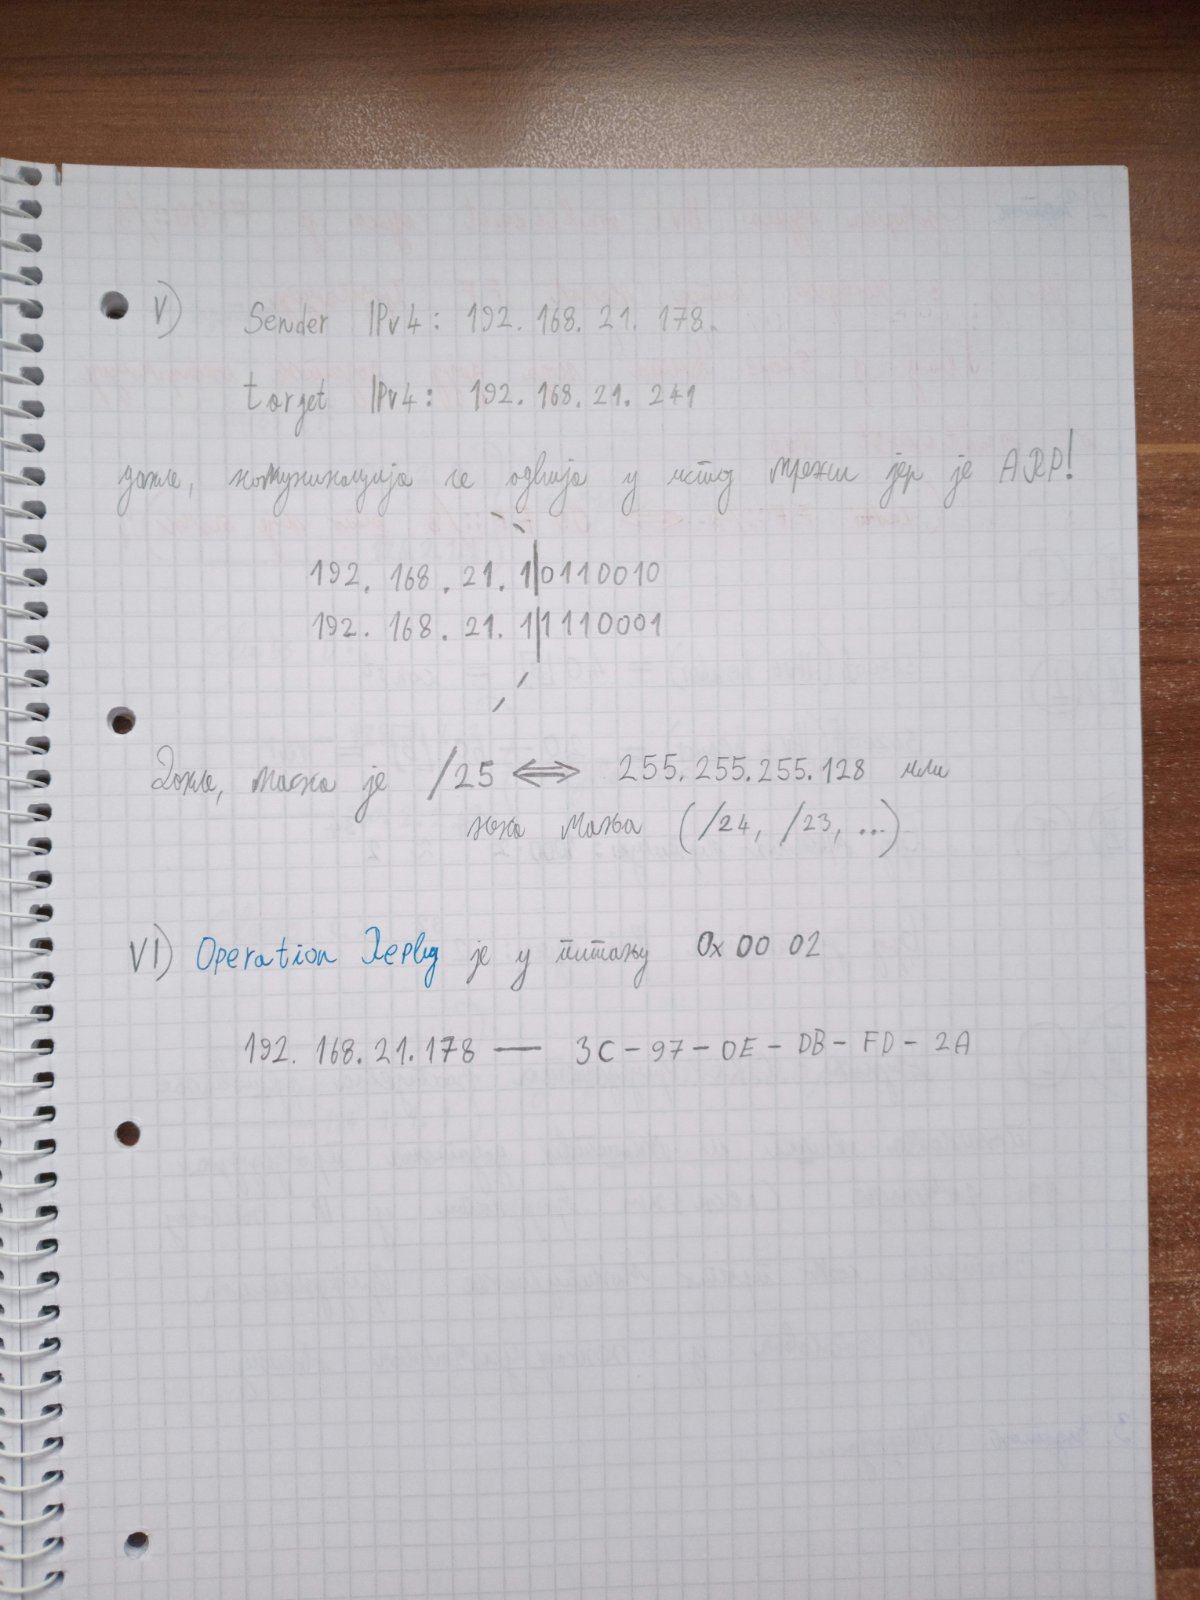 V) Sender IPv4: 192. 168. 21. 178.
target IPv4: 192. 168. 21. 241
дакле, комуникација се одвија у истој мрежи јер је ARP!
192. 168. 21. 1|0110010
192. 168. 21. 1|1110001
Дакле, маска је /25 ⟺ 255.255.255.128 или
нека мања (/24, /23, ...)
VI) Operation Reply је у питању 0x 00 02
192. 168. 21. 178 — 3C - 97 - 0E - DB - FD - 2A